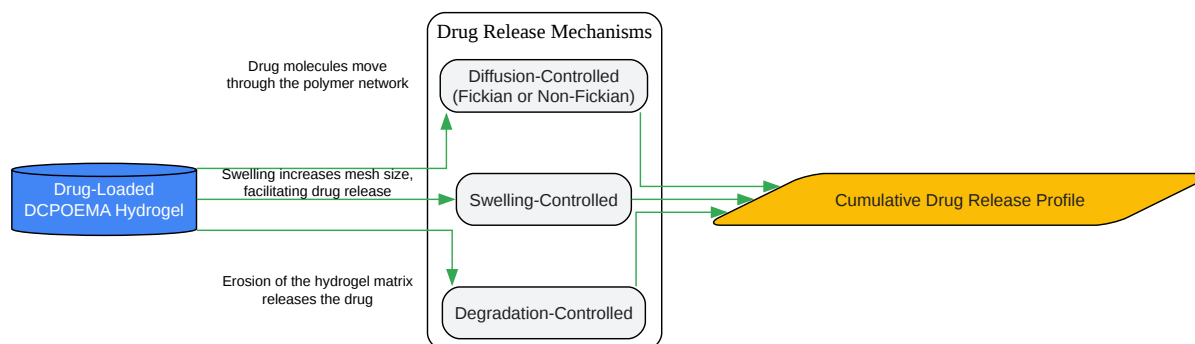 Drug Release Mechanisms
Drug molecules move
through the polymer network
Diffusion-Controlled
(Fickian or Non-Fickian)
Drug-Loaded
DCPOEMA Hydrogel
Swelling increases mesh size,
facilitating drug release
Swelling-Controlled
Cumulative Drug Release Profile
Erosion of the hydrogel matrix
releases the drug
Degradation-Controlled